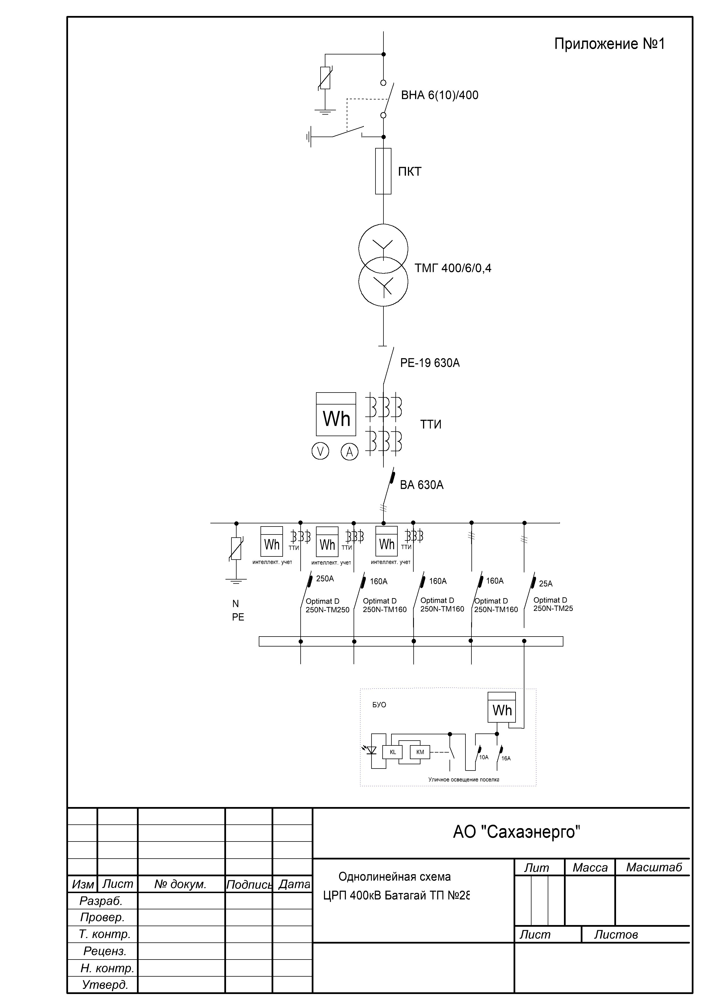 Приложение №1
ВНА 6(10)/400
ПКТ
ТМГ 400/6/0,4
РЕ-19 630А
Wh
ТТИ
V
A
ВА 630А
Wh
ТТИ
Wh
ТТИ
Wh
ТТИ
интеллект. учет
интеллект. учет
интеллект. учет
250А
160А
160А
160А
25А
Optimat D
250N-TM250
Optimat D
250N-TM160
Optimat D
250N-TM160
Optimat D
250N-TM160
Optimat D
250N-TM25
N
PE
БУО
Wh
KL
KM
10А
16А
Уличное освещение поселка
АО "Сахаэнерго"
Однолинейная схема
ЦРП 400кВ Батагай ТП №28
Лит
Масса
Масштаб
Изм
Лист
№ докум.
Подпись
Дата
Разраб.
Провер.
Т. контр.
Реценз.
Н. контр.
Утверд.
Лист
Листов